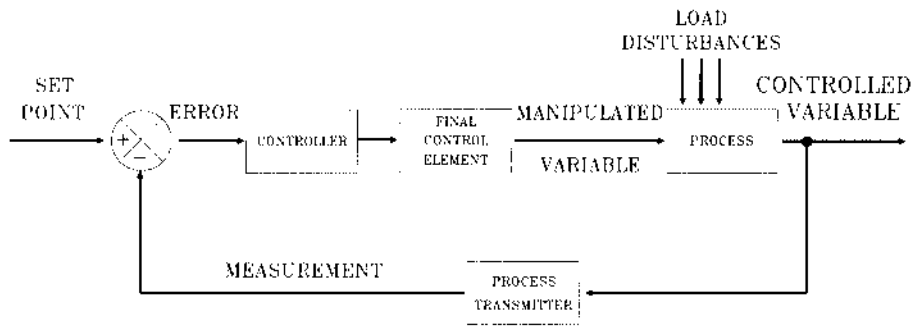 LOAD
DISTURBANCES
SET
POINT
ERROR
CONTROLLER
FINAL
CONTROL
ELEMENT
MANIPULATED
VARIABLE
PROCESS
CONTROLLED
VARIABLE
+
−
MEASUREMENT
PROCESS
TRANSMITTER